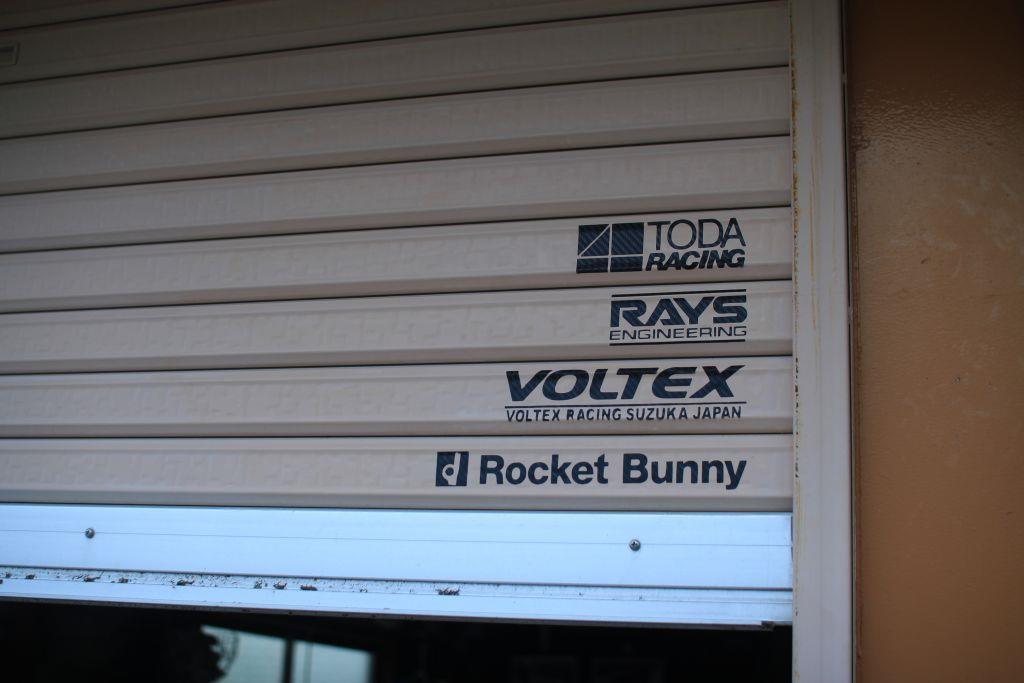 TODA
RACING
RAYS
ENGINEERING
VOLTEX
VOLTEX RACING SUZUKA JAPAN
Rocket Bunny